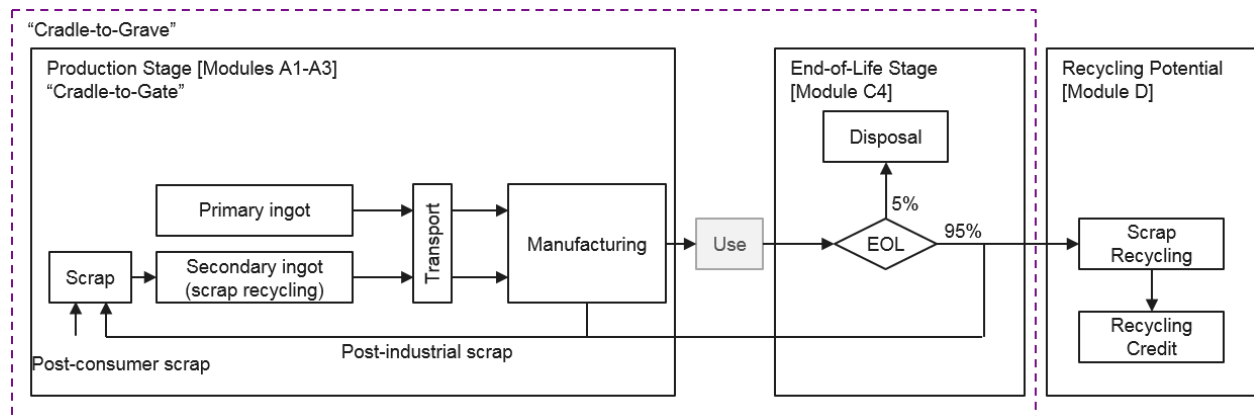 “Cradle-to-Grave”
Production Stage [Modules A1-A3]
“Cradle-to-Gate”
Primary ingot
Scrap
Secondary ingot
(scrap recycling)
Transport
Manufacturing
Post-industrial scrap
Post-consumer scrap
Use
End-of-Life Stage
[Module C4]
Disposal
5%
EOL
95%
Recycling Potential
[Module D]
Scrap
Recycling
Recycling
Credit